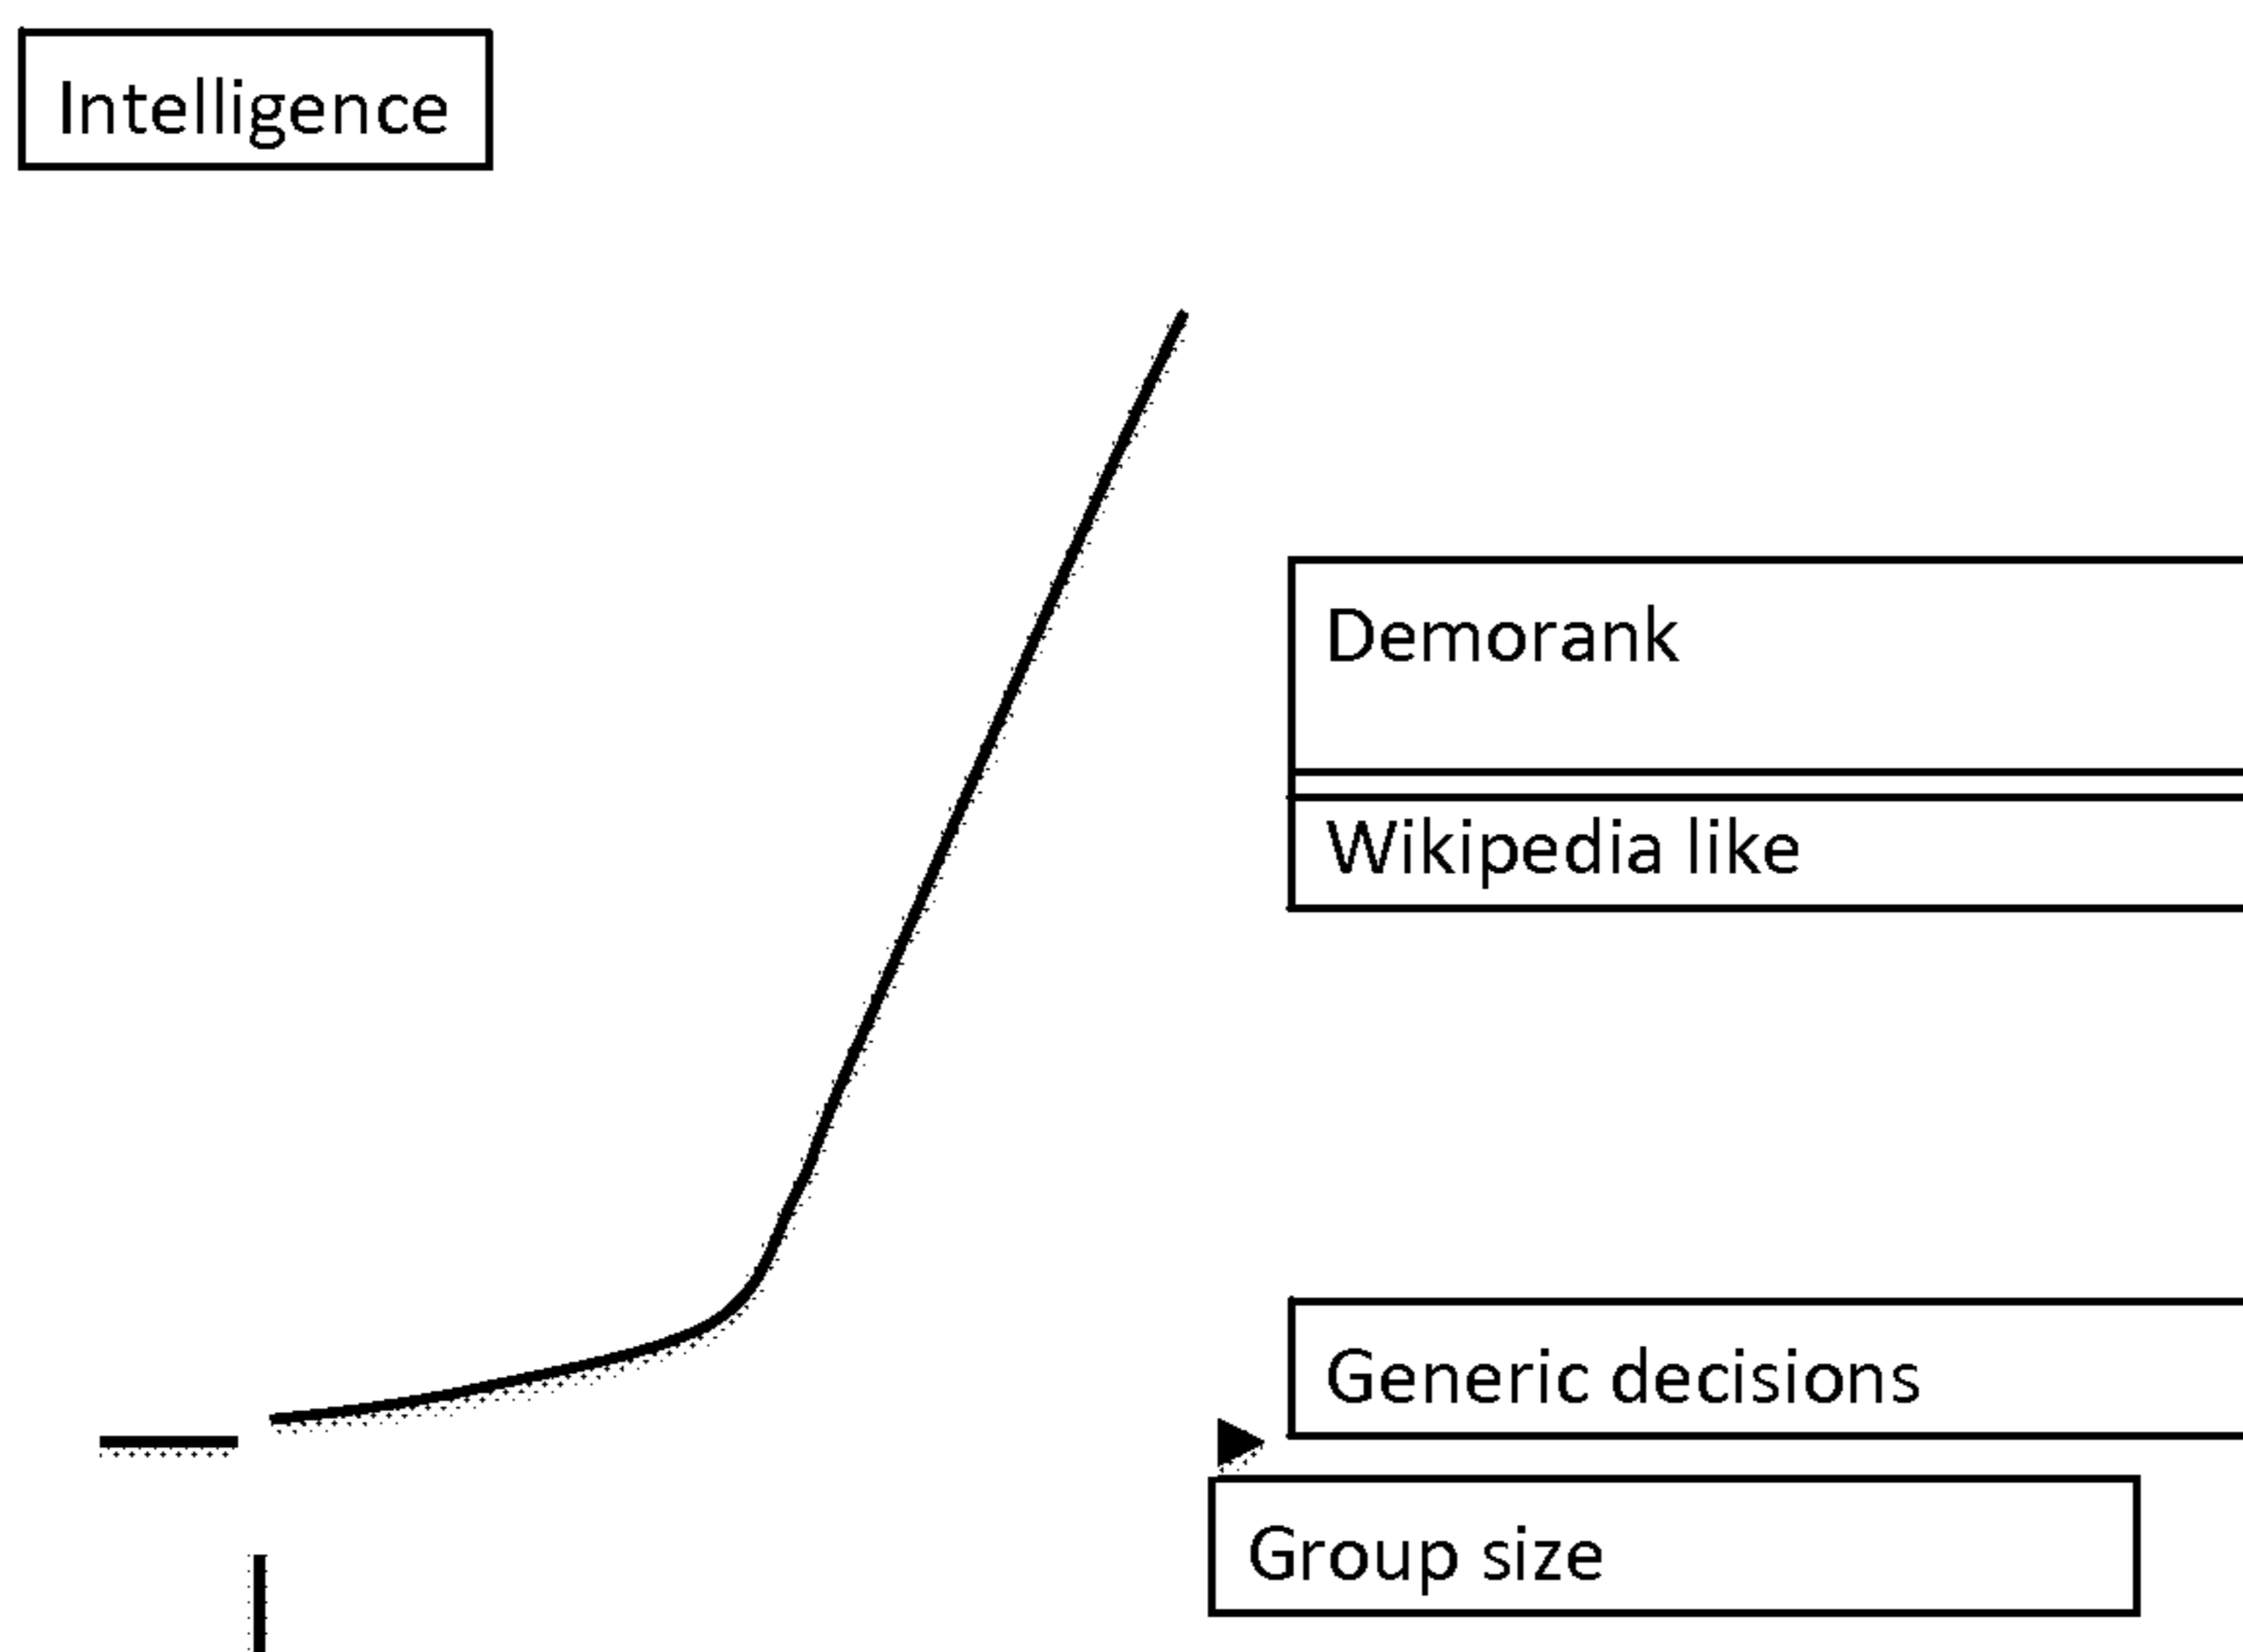 Intelligence
Demorank
Wikipedia like
Generic decisions
Group size